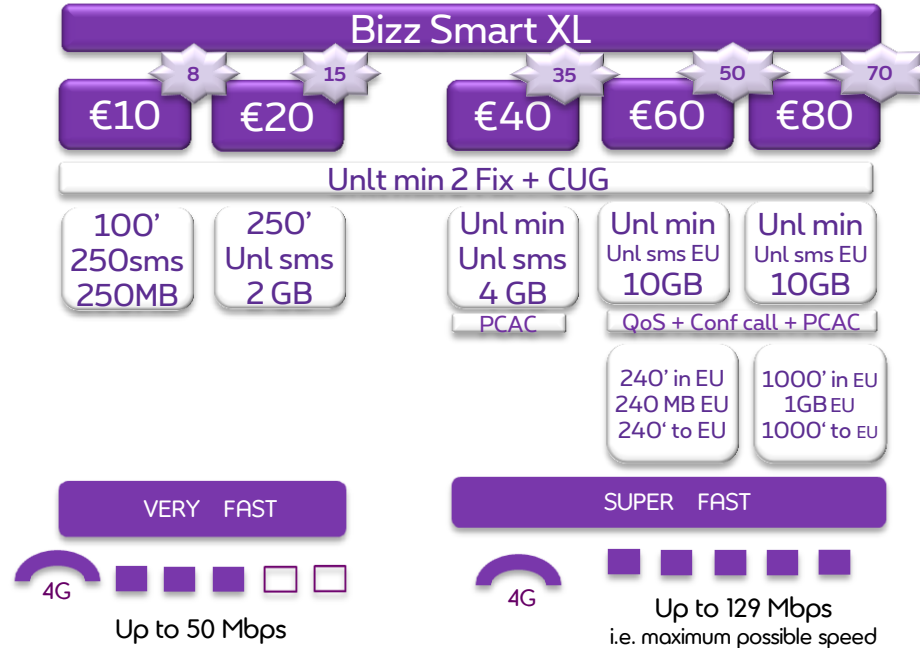 Bizz Smart XL
8
15
35
50
70
€10
€20
€40
€60
€80
Unlt min 2 Fix + CUG
100’
250sms
250MB
250’
Unl sms
2 GB
Unl min
Unl sms
4 GB
Unl min
Unl sms EU
10GB
Unl min
Unl sms EU
10GB
PCAC
QoS + Conf call + PCAC
240’ in EU
240 MB EU
240‘ to EU
1000’ in EU
1GB EU
1000‘ to EU
VERY FAST
SUPER FAST
4G
Up to 50 Mbps
4G
Up to 129 Mbps
i.e. maximum possible speed